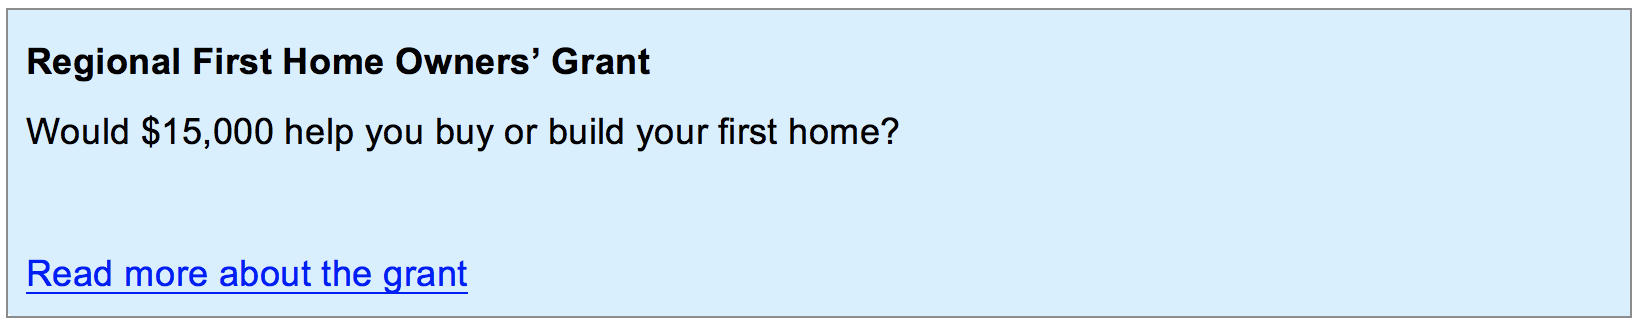 Regional First Home Owners’ Grant
Would $15,000 help you buy or build your first home?
Read more about the grant